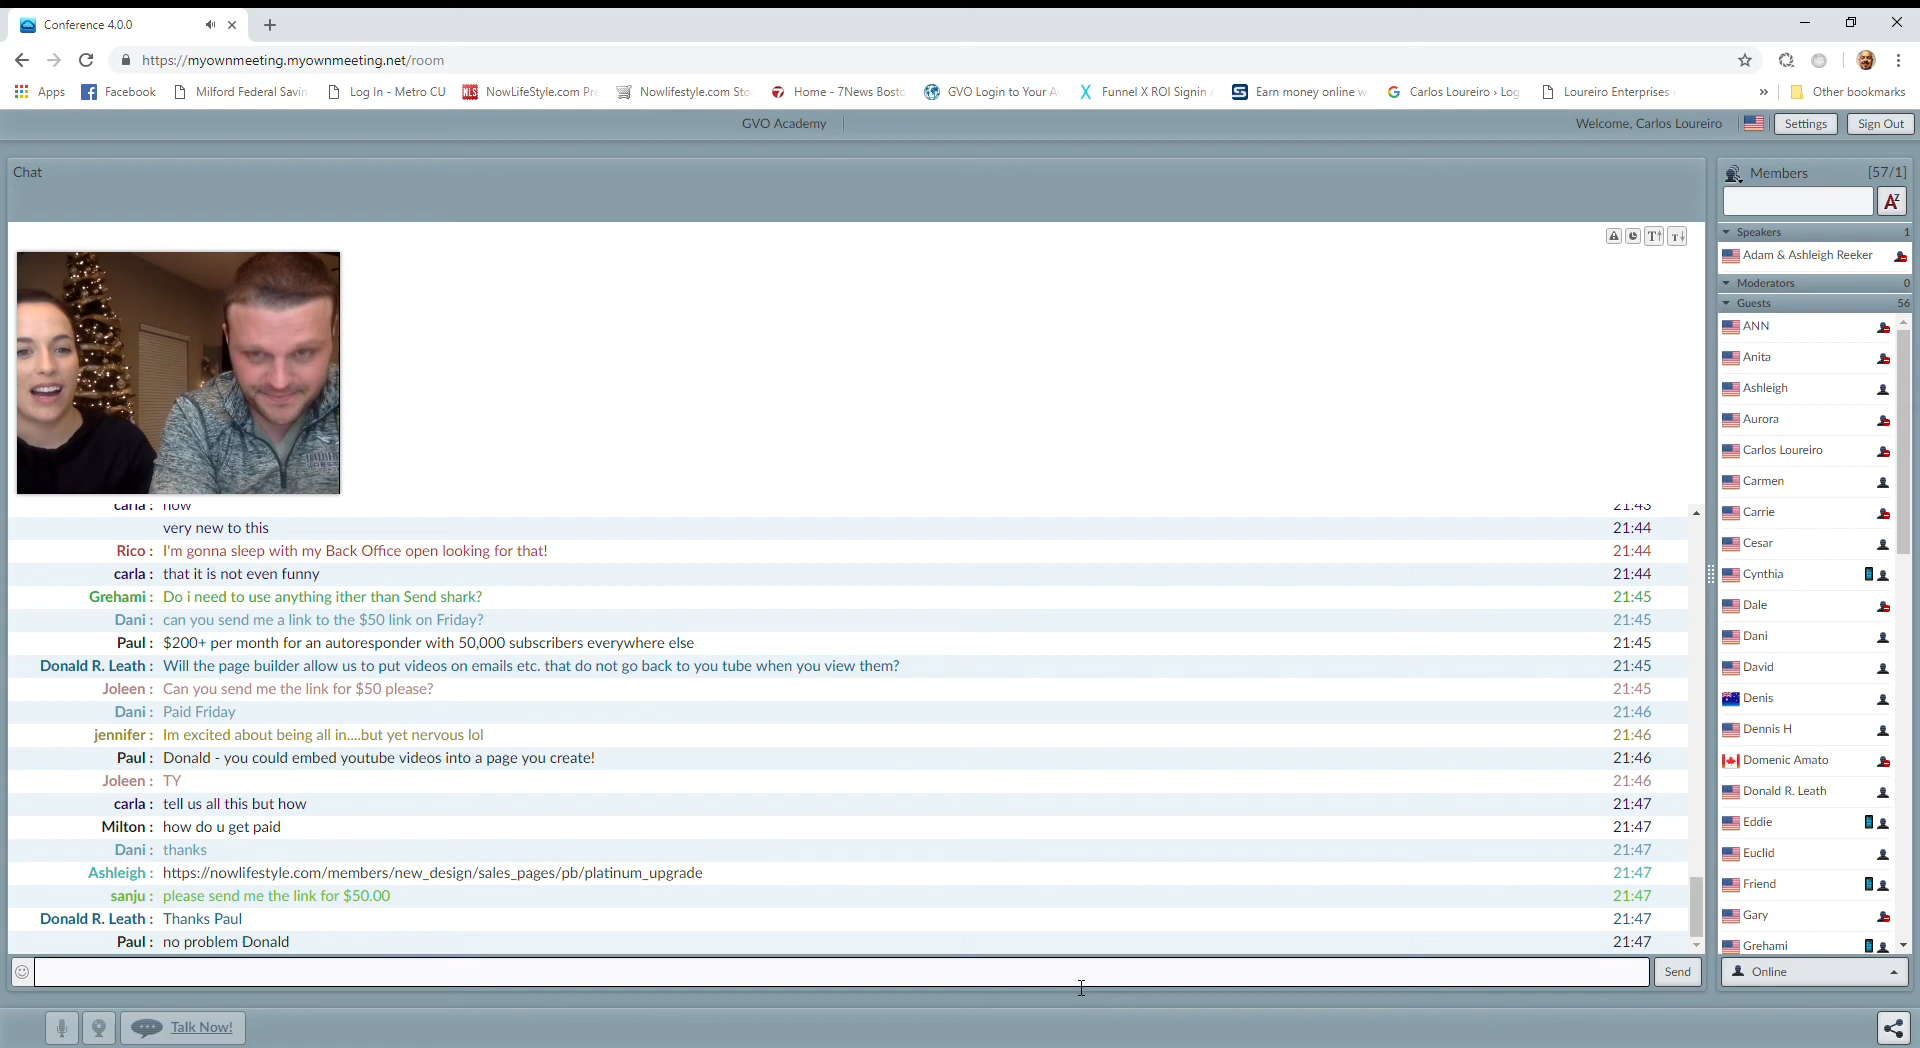 Conference 4.0.0
https://myownmeeting.myownmeeting.net/room
Apps Facebook Milford Federal Savin Log In - Metro CU NowLifeStyle.com Pre Nowlifestyle.com Sto Home - 7News Bosto GVO Login to Your A Funnel X ROI Signin Earn money online w Carlos Loureiro › Log Loureiro Enterprises » Other bookmarks
GVO Academy Welcome, Carlos Loureiro Settings Sign Out
Chat
carla : now 21:43
very new to this 21:44
Rico : I'm gonna sleep with my Back Office open looking for that! 21:44
carla : that it is not even funny 21:44
Grehami : Do i need to use anything ither than Send shark? 21:45
Dani : can you send me a link to the $50 link on Friday? 21:45
Paul : $200+ per month for an autoresponder with 50,000 subscribers everywhere else 21:45
Donald R. Leath : Will the page builder allow us to put videos on emails etc. that do not go back to you tube when you view them? 21:45
Joleen : Can you send me the link for $50 please? 21:45
Dani : Paid Friday 21:46
jennifer : Im excited about being all in....but yet nervous lol 21:46
Paul : Donald - you could embed youtube videos into a page you create! 21:46
Joleen : TY 21:46
carla : tell us all this but how 21:47
Milton : how do u get paid 21:47
Dani : thanks 21:47
Ashleigh : https://nowlifestyle.com/members/new_design/sales_pages/pb/platinum_upgrade 21:47
sanju : please send me the link for $50.00 21:47
Donald R. Leath : Thanks Paul 21:47
Paul : no problem Donald 21:47
Send
Talk Now!
Members [57/1]
Speakers 1
Adam & Ashleigh Reeker
Moderators 0
Guests 56
ANN
Anita
Ashleigh
Aurora
Carlos Loureiro
Carmen
Carrie
Cesar
Cynthia
Dale
Dani
David
Denis
Dennis H
Domenic Amato
Donald R. Leath
Eddie
Euclid
Friend
Gary
Grehami
Online